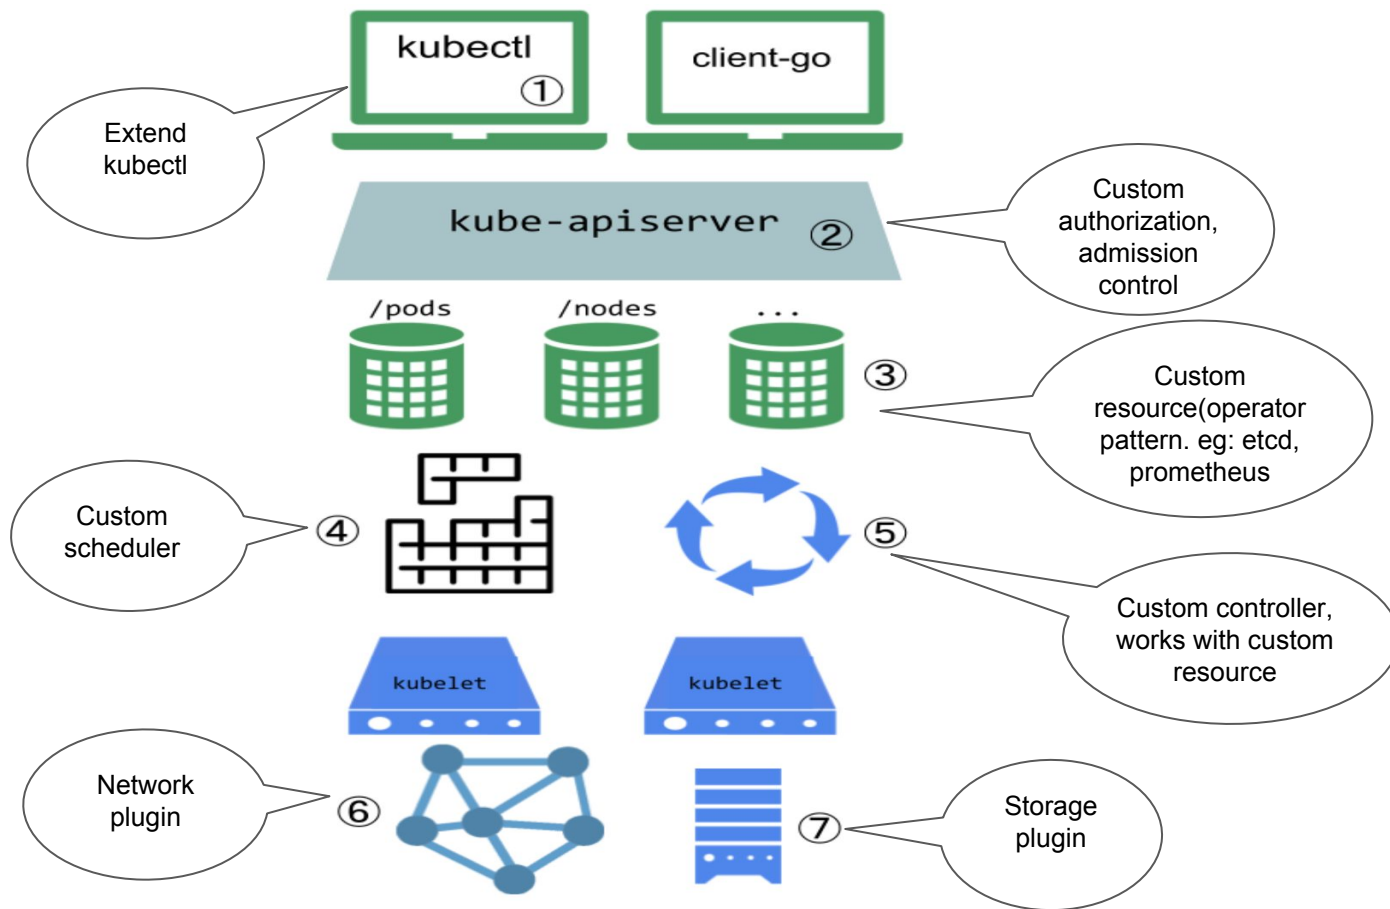 kubectl
①
client-go
Extend
kubectl
kube-apiserver
②
Custom
authorization,
admission
control
/pods
/nodes
...
③
Custom
resource(operator
pattern. eg: etcd,
prometheus
Custom
scheduler
④
⑤
Custom controller,
works with custom
resource
kubelet
kubelet
Network
plugin
⑥
⑦
Storage
plugin